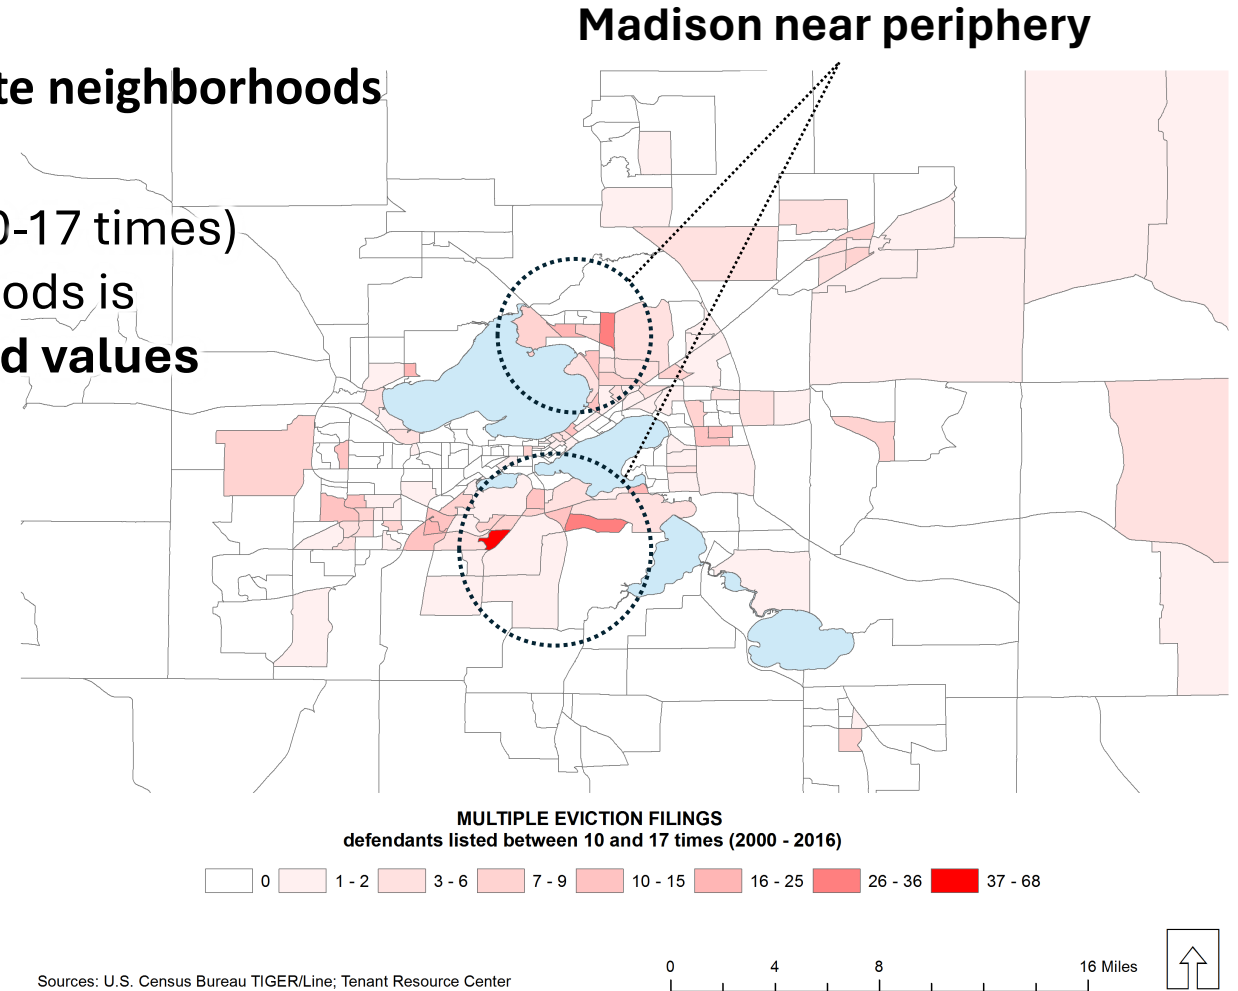 Madison near periphery
te neighborhoods
0-17 times)
ods is
d values
MULTIPLE EVICTION FILINGS
defendants listed between 10 and 17 times (2000 - 2016)
0 1 - 2 3 - 6 7 - 9 10 - 15 16 - 25 26 - 36 37 - 68
0 4 8 16 Miles
Sources: U.S. Census Bureau TIGER/Line; Tenant Resource Center